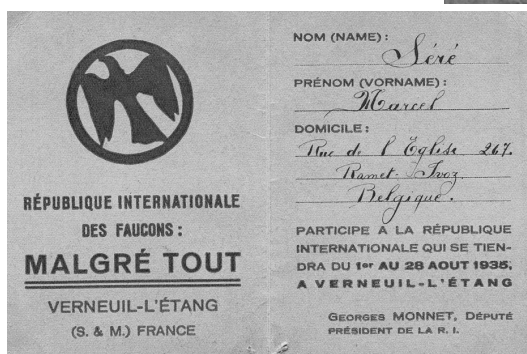 RÉPUBLIQUE INTERNATIONALE
DES FAUCONS :
MALGRÉ TOUT
VERNEUIL-L'ÉTANG
(S. & M.) FRANCE
NOM (NAME) : Séré
PRÉNOM (VORNAME) :
Marcel
DOMICILE :
Rue de l'Eglise 267.
Ramet-Ivoz
Belgique.
PARTICIPE A LA RÉPUBLIQUE
INTERNATIONALE QUI SE TIEN-
DRA DU 1er AU 28 AOUT 1935,
A VERNEUIL-L'ÉTANG
GEORGES MONNET, DÉPUTÉ
PRÉSIDENT DE LA R. I.